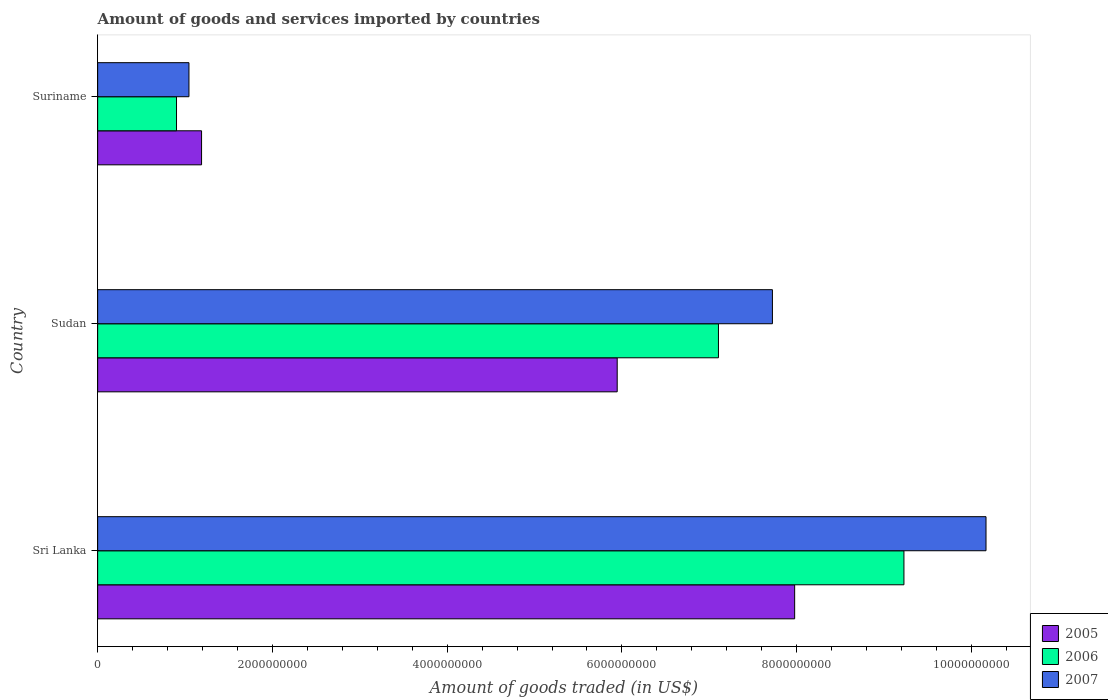 Amount of goods and services imported by countries
Suriname
Sudan
Sri Lanka
Country
0
2000000000
4000000000
6000000000
8000000000
10000000000
Amount of goods traded (in US$)
2005
2006
2007